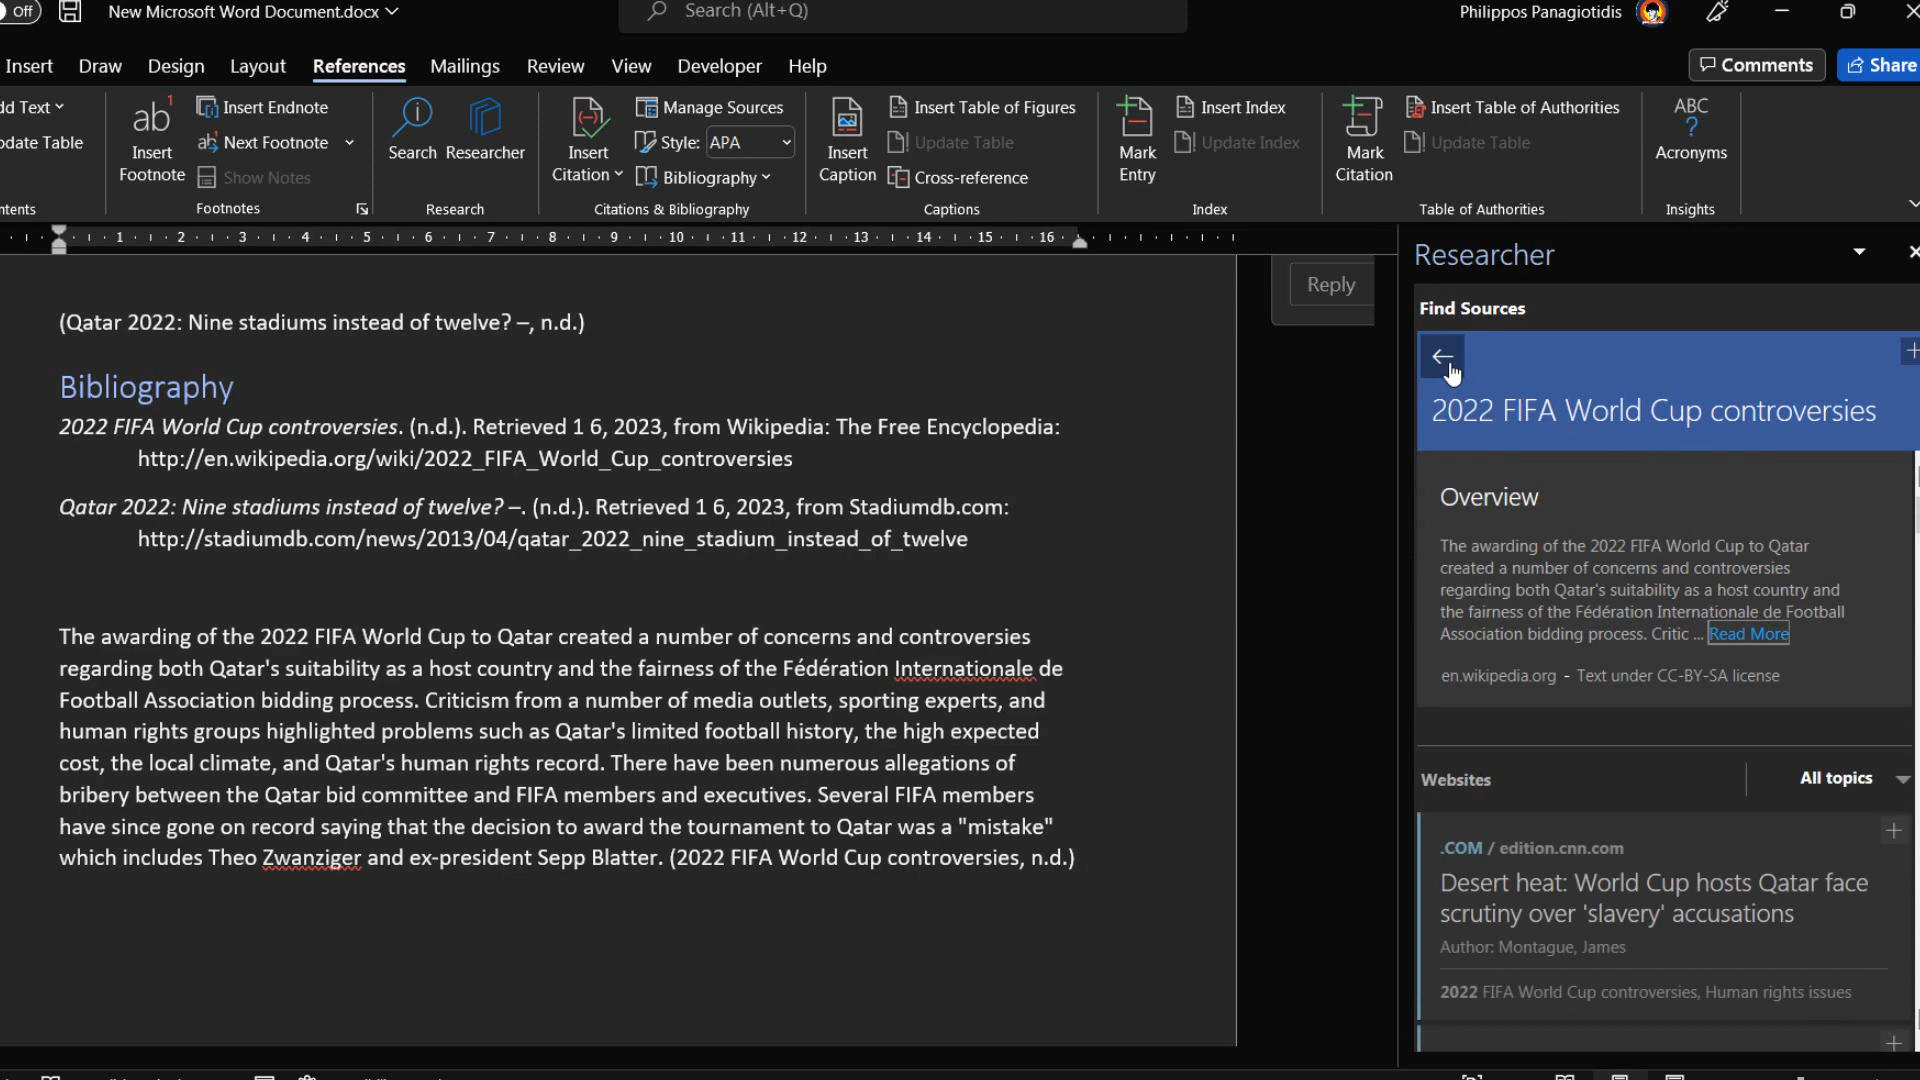 Off New Microsoft Word Document.docx Search (Alt+Q) Philippos Panagiotidis
Insert Draw Design Layout References Mailings Review View Developer Help Comments Share
dd Text
pdate Table
ntents
ab
Insert
Footnote
Insert Endnote
Next Footnote
Show Notes
Footnotes
Search Researcher
Research
Insert
Citation
Manage Sources
Style: APA
Bibliography
Citations & Bibliography
Insert
Caption
Insert Table of Figures
Update Table
Cross-reference
Captions
Mark
Entry
Insert Index
Update Index
Index
Mark
Citation
Insert Table of Authorities
Update Table
Table of Authorities
ABC
?
Acronyms
Insights
1 2 3 4 5 6 7 8 9 10 11 12 13 14 15 16
(Qatar 2022: Nine stadiums instead of twelve? –, n.d.)
Bibliography
2022 FIFA World Cup controversies. (n.d.). Retrieved 1 6, 2023, from Wikipedia: The Free Encyclopedia:
http://en.wikipedia.org/wiki/2022_FIFA_World_Cup_controversies
Qatar 2022: Nine stadiums instead of twelve? –. (n.d.). Retrieved 1 6, 2023, from Stadiumdb.com:
http://stadiumdb.com/news/2013/04/qatar_2022_nine_stadium_instead_of_twelve
The awarding of the 2022 FIFA World Cup to Qatar created a number of concerns and controversies
regarding both Qatar's suitability as a host country and the fairness of the Fédération Internationale de
Football Association bidding process. Criticism from a number of media outlets, sporting experts, and
human rights groups highlighted problems such as Qatar's limited football history, the high expected
cost, the local climate, and Qatar's human rights record. There have been numerous allegations of
bribery between the Qatar bid committee and FIFA members and executives. Several FIFA members
have since gone on record saying that the decision to award the tournament to Qatar was a "mistake"
which includes Theo Zwanziger and ex-president Sepp Blatter. (2022 FIFA World Cup controversies, n.d.)
Reply
Researcher
Find Sources
2022 FIFA World Cup controversies
Overview
The awarding of the 2022 FIFA World Cup to Qatar
created a number of concerns and controversies
regarding both Qatar's suitability as a host country and
the fairness of the Fédération Internationale de Football
Association bidding process. Critic ... Read More
en.wikipedia.org - Text under CC-BY-SA license
Websites All topics
.COM / edition.cnn.com
Desert heat: World Cup hosts Qatar face
scrutiny over 'slavery' accusations
Author: Montague, James
2022 FIFA World Cup controversies, Human rights issues